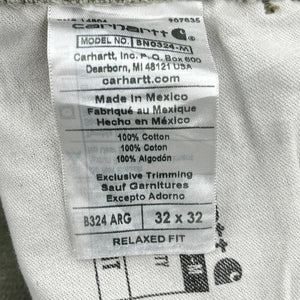 carhartt
MODEL NO. BN0324-M
Carhartt, Inc. P.O. Box 600
Dearborn, MI 48121 USA
carhartt.com
Made in Mexico
Fabriqué au Mexique
Hecho en México
100% Cotton
100% Coton
100% Algodón
Exclusive Trimming
Sauf Garnitures
Excepto Adorno
B324 ARG 32 x 32
RELAXED FIT